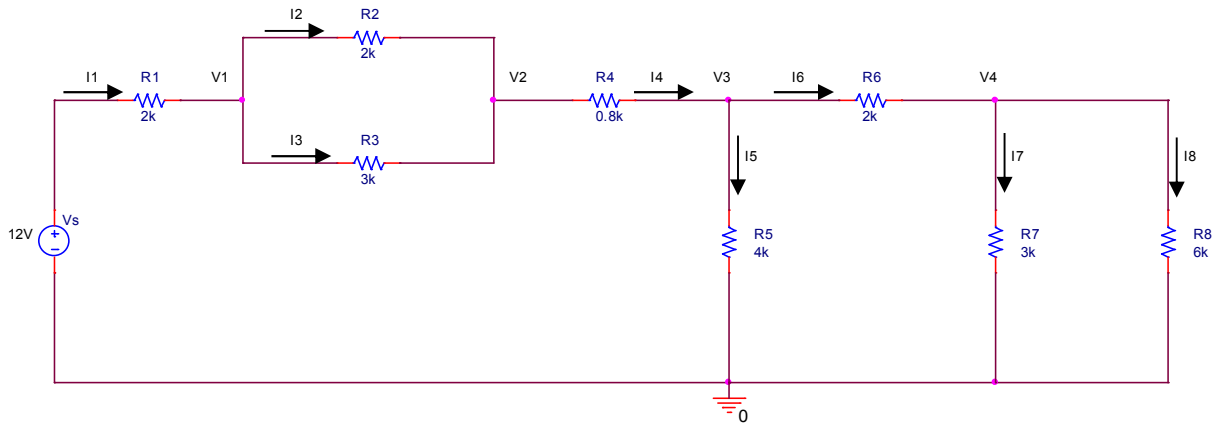 I2 R2
2k
I1 R1 V1 V2 R4 I4 V3 I6 R6 V4
2k 0.8k 2k
I3 R3
3k
I5 I7 I8
Vs
12V
R5 R7 R8
4k 3k 6k
0